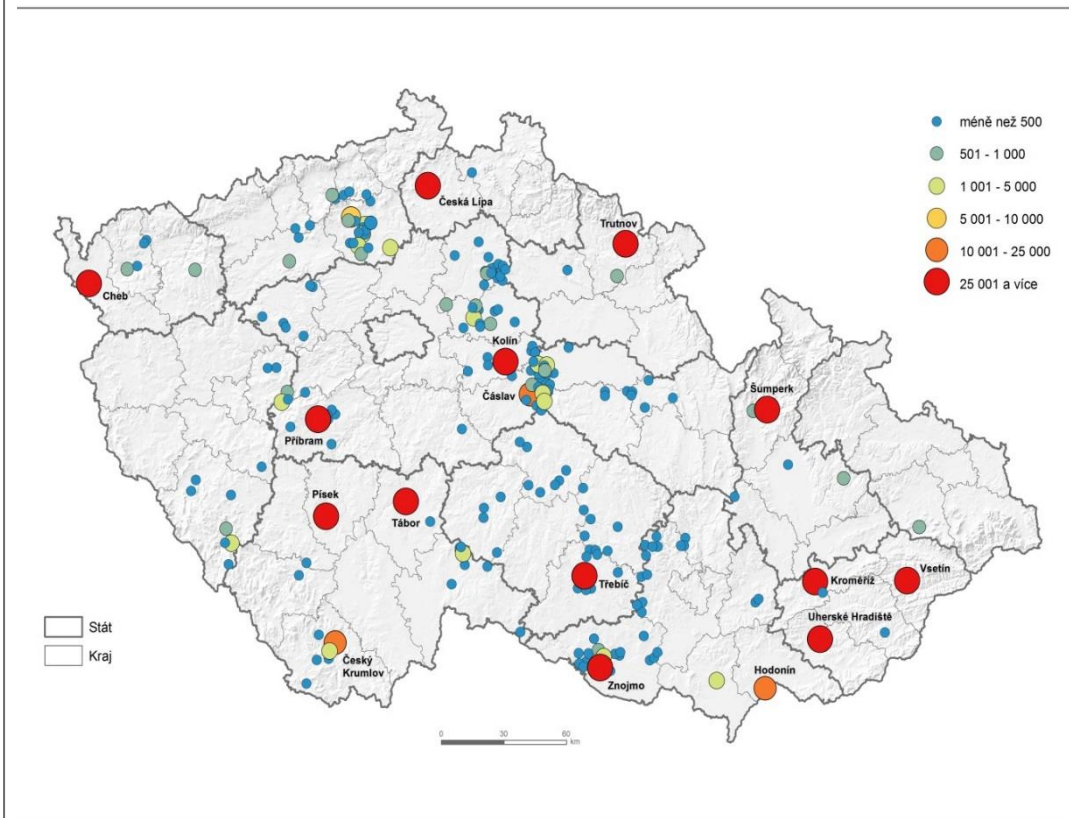 méně než 500
501 - 1 000
1 001 - 5 000
5 001 - 10 000
10 001 - 25 000
25 001 a více
Česká Lípa
Trutnov
Cheb
Kolín
Čáslav
Šumperk
Příbram
Písek
Tábor
Třebíč
Kroměříž
Vsetín
Uherské Hradiště
Český
Krumlov
Znojmo
Hodonín
Stát
Kraj
0 30 60
km